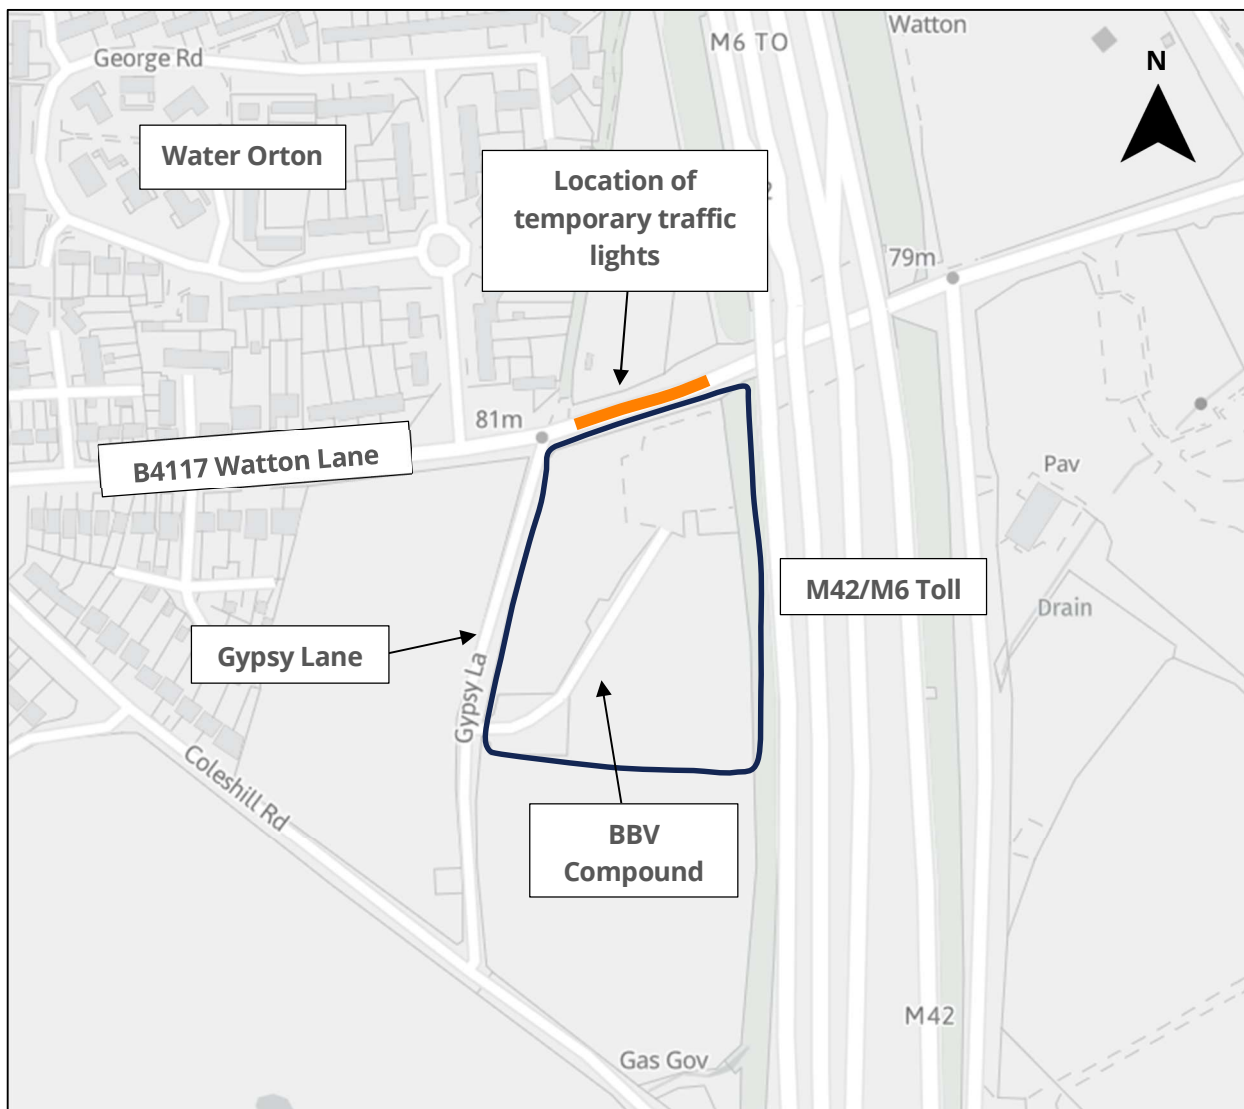 George Rd
M6 TO
Watton
N
Water Orton
Location of
temporary traffic
lights
2
79m
81m
B4117 Watton Lane
Pav
M42/M6 Toll
Drain
Gypsy Lane
Gypsy La
Coleshill Rd
BBV
Compound
M42
Gas Gov